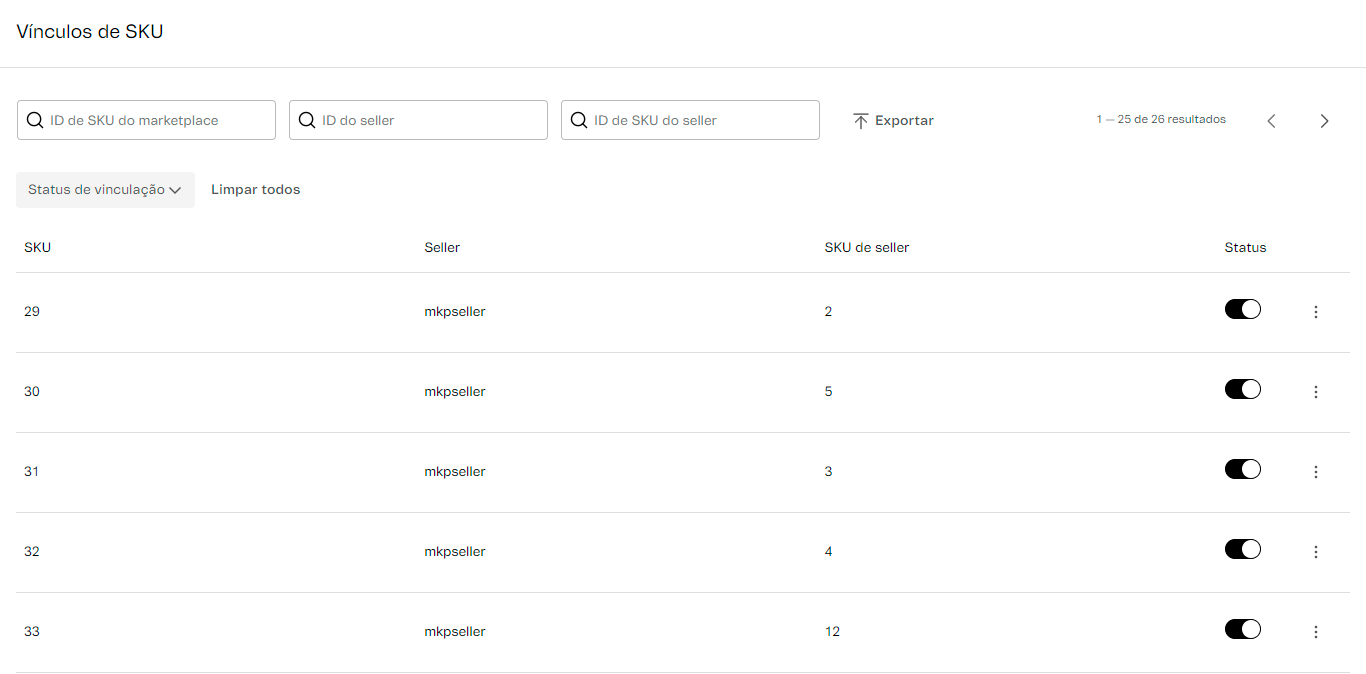 Vínculos de SKU
ID de SKU do marketplace ID do seller ID de SKU do seller Exportar 1 — 25 de 26 resultados
Status de vinculação Limpar todos
SKU Seller SKU de seller Status
29 mkpseller 2
30 mkpseller 5
31 mkpseller 3
32 mkpseller 4
33 mkpseller 12